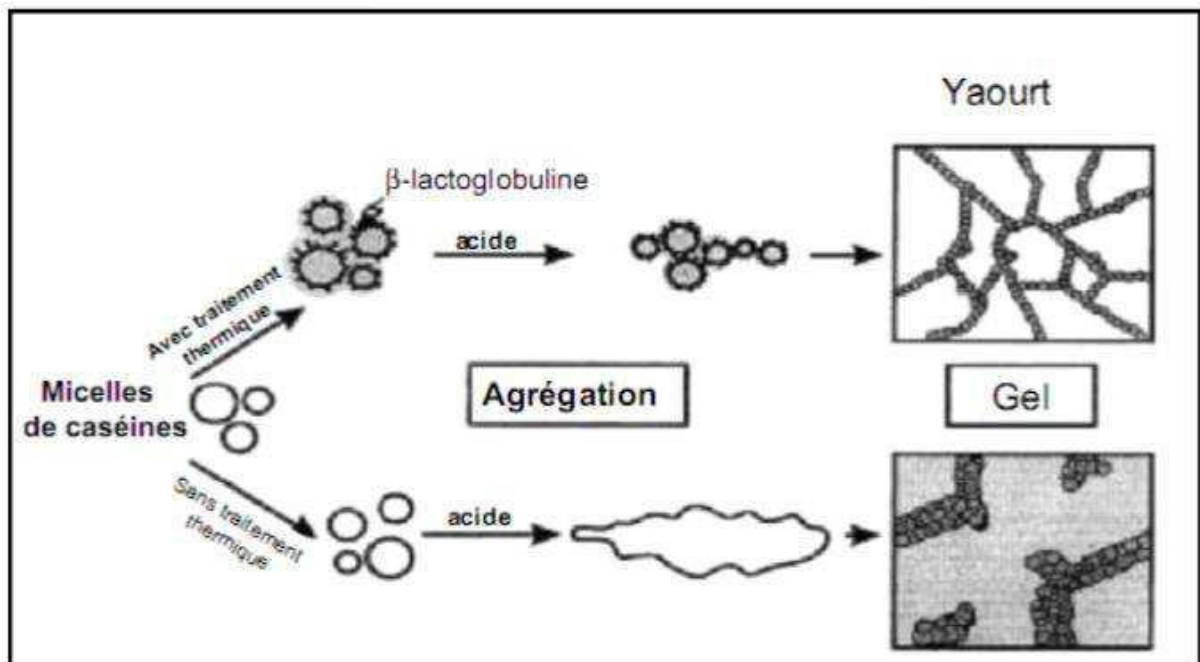 Yaourt
β-lactoglobuline
acide
Avec traitement
thermique
Micelles
de caséines
Agrégation
Gel
Sans traitement
thermique
acide